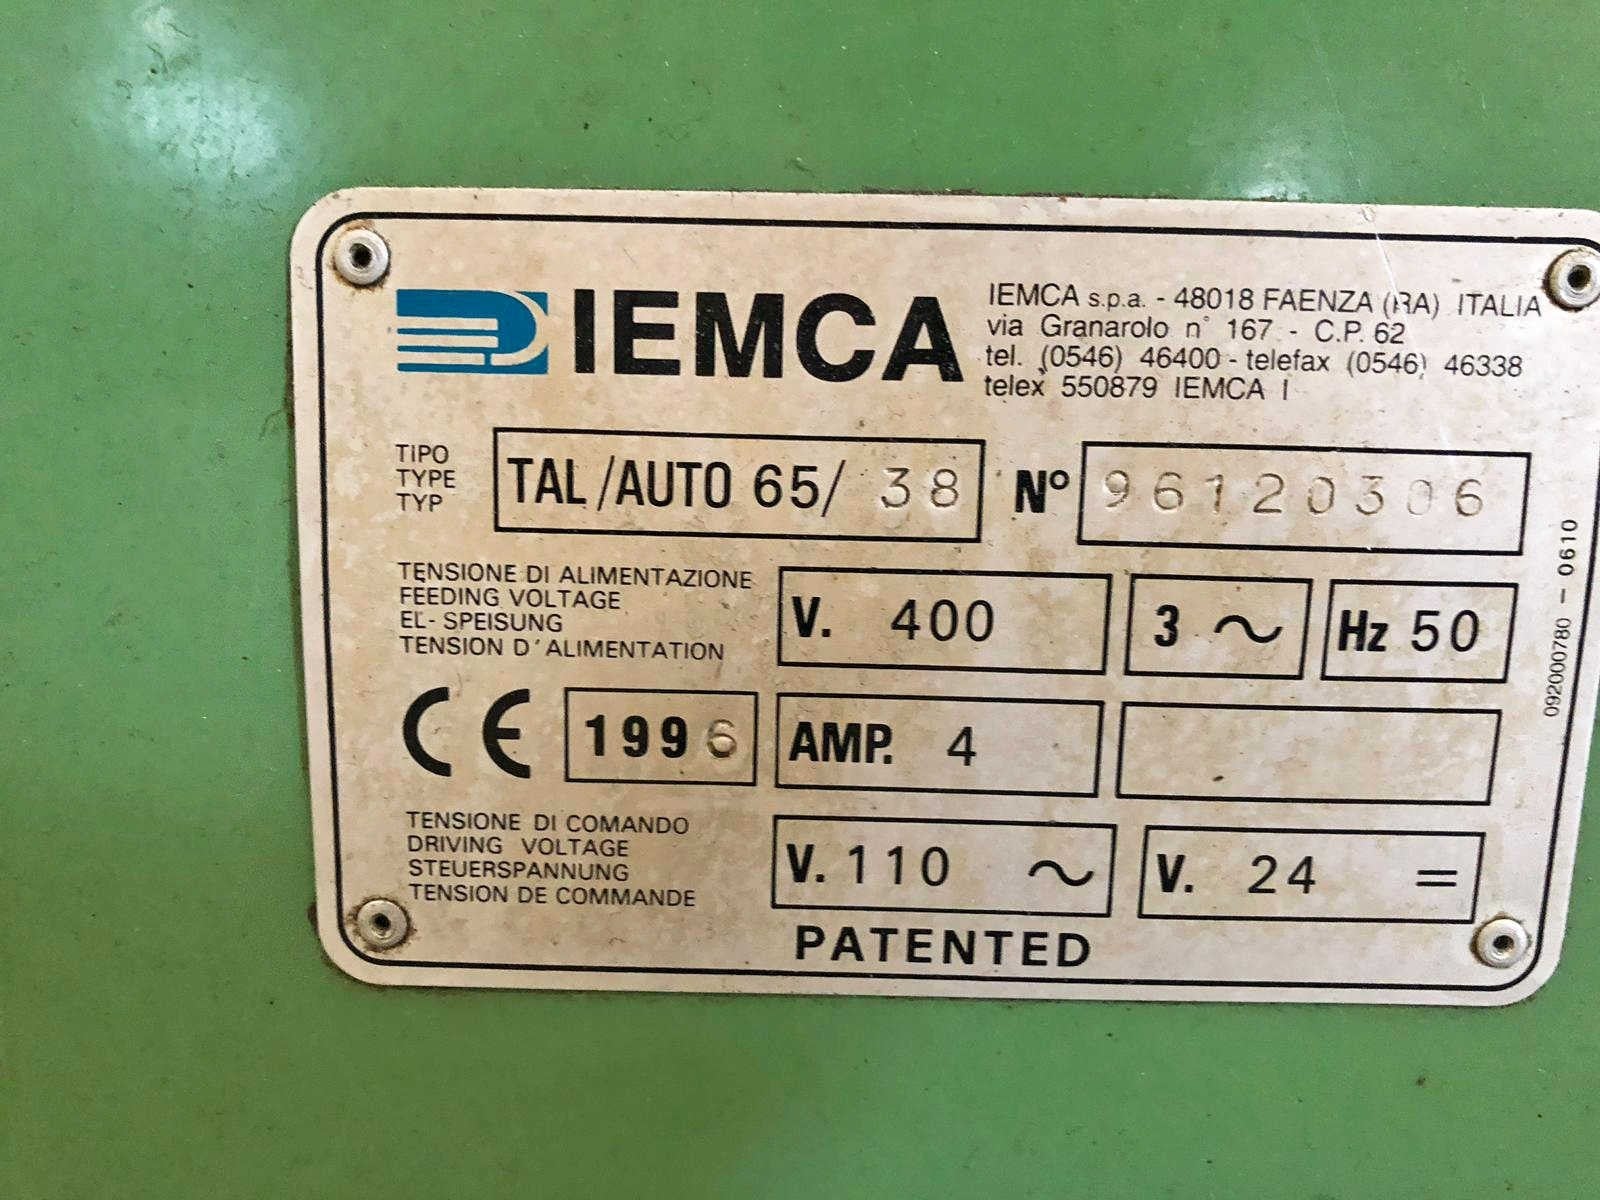 IEMCA
IEMCA s.p.a. - 48018 FAENZA (RA) ITALIA
via Granarolo n° 167 - C.P. 62
tel. (0546) 46400 - telefax (0546) 46338
telex 550879 IEMCA I
TIPO
TYPE
TYP
TAL/AUTO 65/ 38
N° 96120306
TENSIONE DI ALIMENTAZIONE
FEEDING VOLTAGE
EL- SPEISUNG
TENSION D'ALIMENTATION
V. 400
3 ~
Hz 50
CE
1996
AMP. 4
TENSIONE DI COMANDO
DRIVING VOLTAGE
STEUERSPANNUNG
TENSION DE COMMANDE
V. 110 ~
V. 24 =
PATENTED
092000780 - 0610